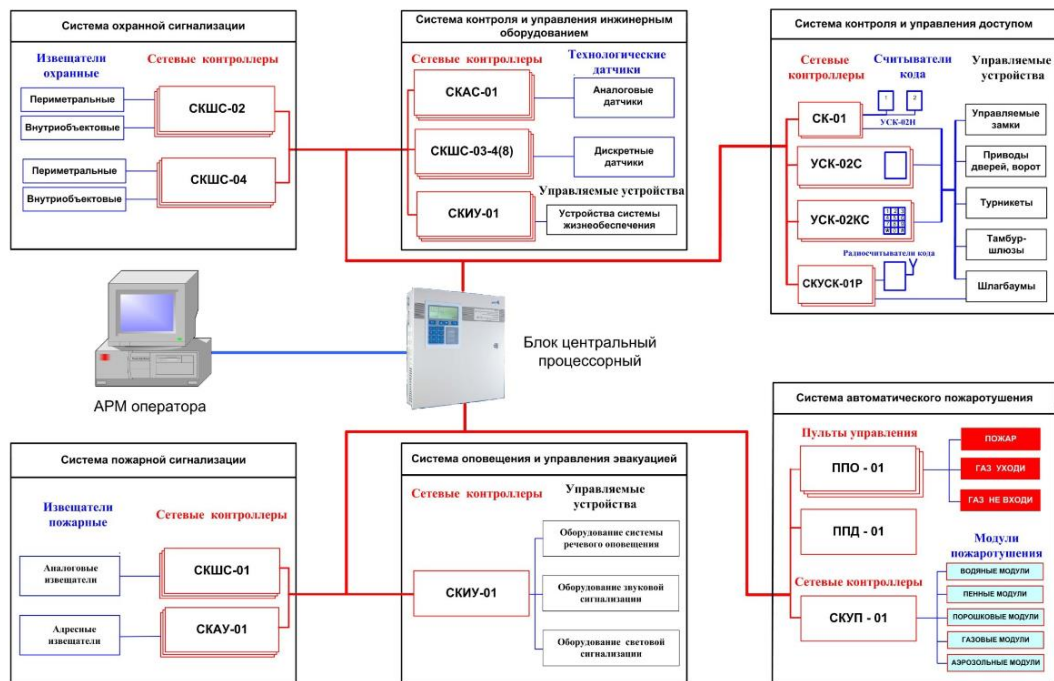 Система охранной сигнализации
Извещатели
охранные
Сетевые контроллеры
Периметральные
Внутриобъектовые
СКШС-02
Периметральные
Внутриобъектовые
СКШС-04
Система контроля и управления инжинерным
оборудованием
Сетевые контроллеры
Технологические
датчики
СКАС-01
Аналоговые
датчики
СКШС-03-4(8)
Дискретные
датчики
Управляемые устройства
СКИУ-01
Устройства системы
жизнеобеспечения
Система контроля и управления доступом
Сетевые
контроллеры
Считыватели
кода
Управляемые
устройства
СК-01
1
2
УСК-02Н
УСК-02С
УСК-02КС
Радиосчитыватели кода
СКУСК-01Р
Управляемые
замки
Приводы
дверей, ворот
Турникеты
Тамбур-
шлюзы
Шлагбаумы
АРМ оператора
Блок центральный
процессорный
Система пожарной сигнализации
Извещатели
пожарные
Сетевые контроллеры
Аналоговые
извещатели
СКШС-01
Адресные
извещатели
СКАУ-01
Система оповещения и управления эвакуацией
Сетевые контроллеры
Управляемые
устройства
СКИУ-01
Оборудование системы
речевого оповещения
Оборудование звуковой
сигнализации
Оборудование световой
сигнализации
Система автоматического пожаротушения
Пульты управления
ППО - 01
ПОЖАР
ГАЗ УХОДИ
ГАЗ НЕ ВХОДИ
ППД - 01
Модули
пожаротушения
Сетевые контроллеры
СКУП - 01
ВОДЯНЫЕ МОДУЛИ
ПЕННЫЕ МОДУЛИ
ПОРОШКОВЫЕ МОДУЛИ
ГАЗОВЫЕ МОДУЛИ
АЭРОЗОЛЬНЫЕ МОДУЛИ